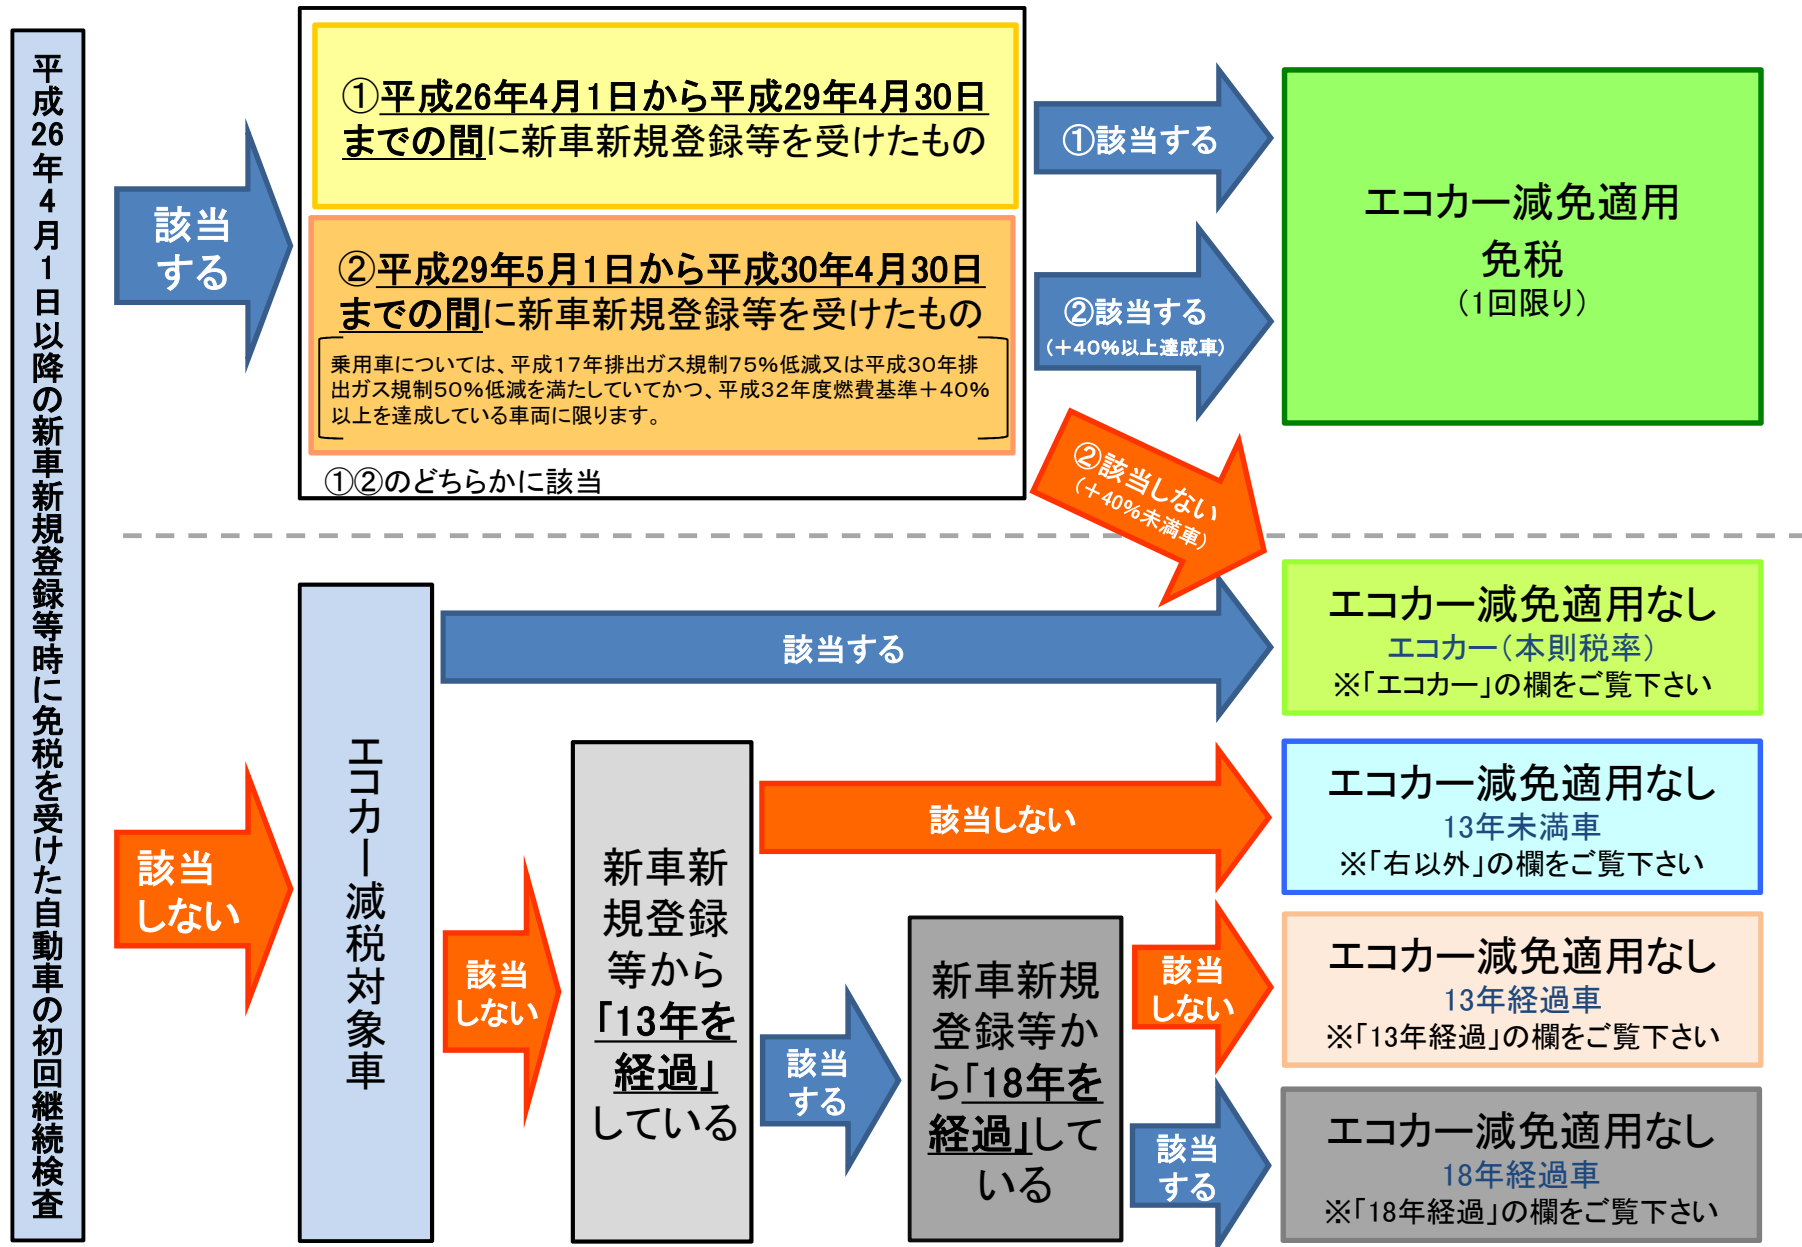 平成26年4月1日以降の新車新規登録等時に免税を受けた自動車の初回継続検査
該当
する
①平成26年4月1日から平成29年4月30日
までの間に新車新規登録等を受けたもの
②平成29年5月1日から平成30年4月30日
までの間に新車新規登録等を受けたもの
乗用車については、平成17年排出ガス規制75%低減又は平成30年排
出ガス規制50%低減を満たしていてかつ、平成32年度燃費基準+40%
以上を達成している車両に限ります。
①②のどちらかに該当
①該当する
②該当する
(+40%以上達成車)
②該当しない
(+40%未満車)
エコカー減免適用
免税
(1回限り)
該当
しない
エコカー減税対象車
該当する
エコカー減免適用なし
エコカー(本則税率)
※「エコカー」の欄をご覧下さい
該当
しない
新車新
規登録
等から
「13年を
経過」
している
該当しない
エコカー減免適用なし
13年未満車
※「右以外」の欄をご覧下さい
該当
する
新車新規
登録等か
ら「18年を
経過」して
いる
該当
しない
エコカー減免適用なし
13年経過車
※「13年経過」の欄をご覧下さい
該当
する
エコカー減免適用なし
18年経過車
※「18年経過」の欄をご覧下さい